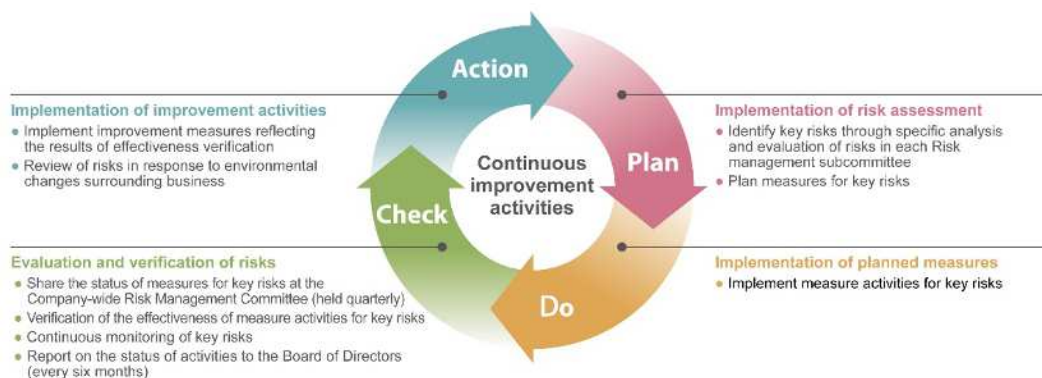 Action
Plan
Do
Check
Continuous
improvement
activities
Implementation of improvement activities
● Implement improvement measures reflecting
the results of effectiveness verification
● Review of risks in response to environmental
changes surrounding business
Implementation of risk assessment
● Identify key risks through specific analysis
and evaluation of risks in each Risk
management subcommittee
● Plan measures for key risks
Evaluation and verification of risks
● Share the status of measures for key risks at the
Company-wide Risk Management Committee (held quarterly)
● Verification of the effectiveness of measure activities for key risks
● Continuous monitoring of key risks
● Report on the status of activities to the Board of Directors
(every six months)
Implementation of planned measures
● Implement measure activities for key risks